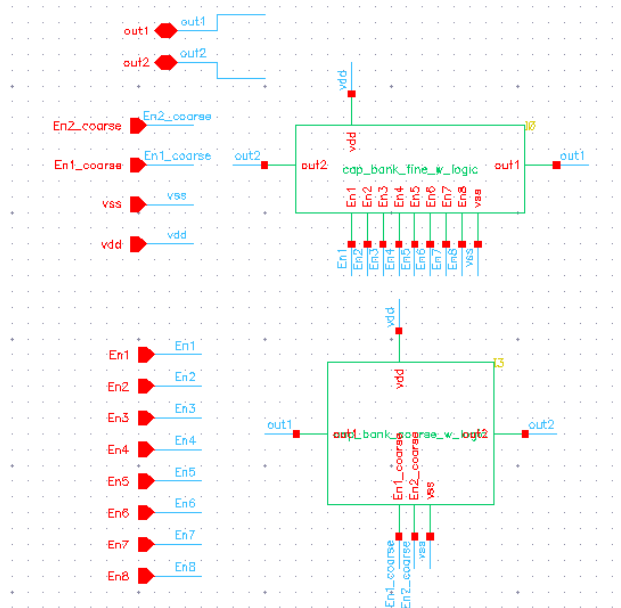 out1 out1
out2 out2
En2_coarse En2_coarse
En1_coarse En1_coarse
vss vss
vdd vdd
vdd
vdd
out2 out2 cap_bank_fine_w_logic out1 out1
En1 En2 En3 En4 En5 En6 En7 En8 vss
En1 En2 En3 En4 En5 En6 En7 En8 vss
En1 En1
En2 En2
En3 En3
En4 En4
En5 En5
En6 En6
En7 En7
En8 En8
vdd
vdd
out1 out1 cap_bank_coarse_w_logic out2 out2
En1_coarse En2_coarse vss
En1_coarse En2_coarse vss